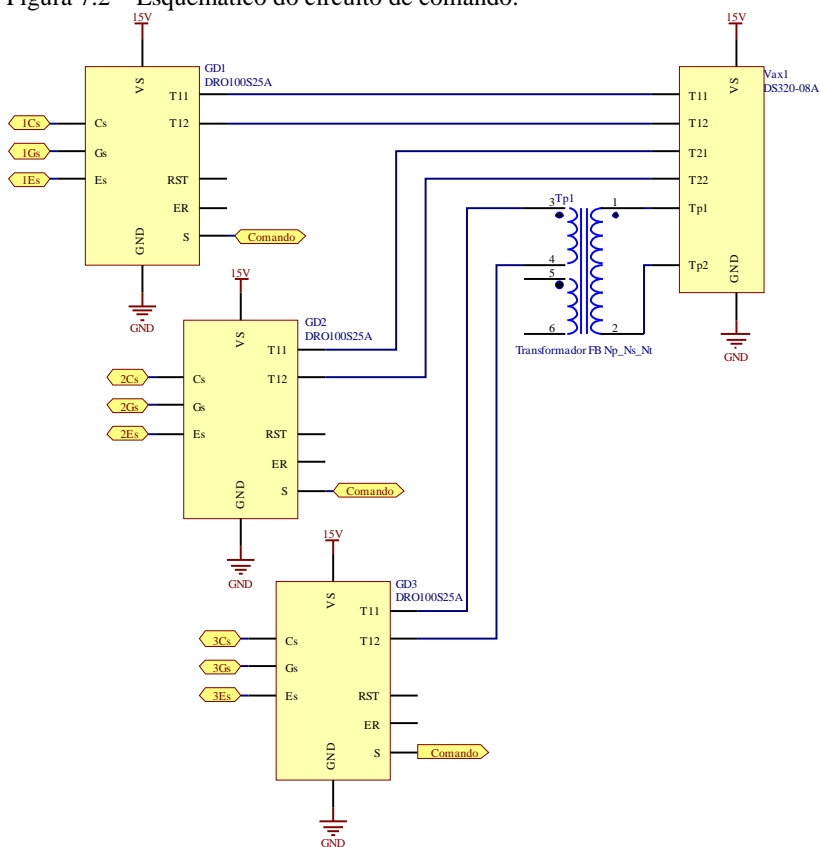 Figura 7.2 – Esquemático do circuito de comando.
15V
15V
GD1
DRO100S25A
VS
T11
T12
1Cs
Cs
1Gs
Gs
1Es
Es
RST
ER
S
Comando
GND
GND
Vax1
DS320-08A
VS
T11
T12
T21
T22
Tp1
Tp2
GND
GND
Tp1
3
1
4
5
6
2
Transformador FB Np_Ns_Nt
15V
GD2
DRO100S25A
VS
T11
T12
2Cs
Cs
2Gs
Gs
2Es
Es
RST
ER
S
Comando
GND
GND
15V
GD3
DRO100S25A
VS
T11
T12
3Cs
Cs
3Gs
Gs
3Es
Es
RST
ER
S
Comando
GND
GND